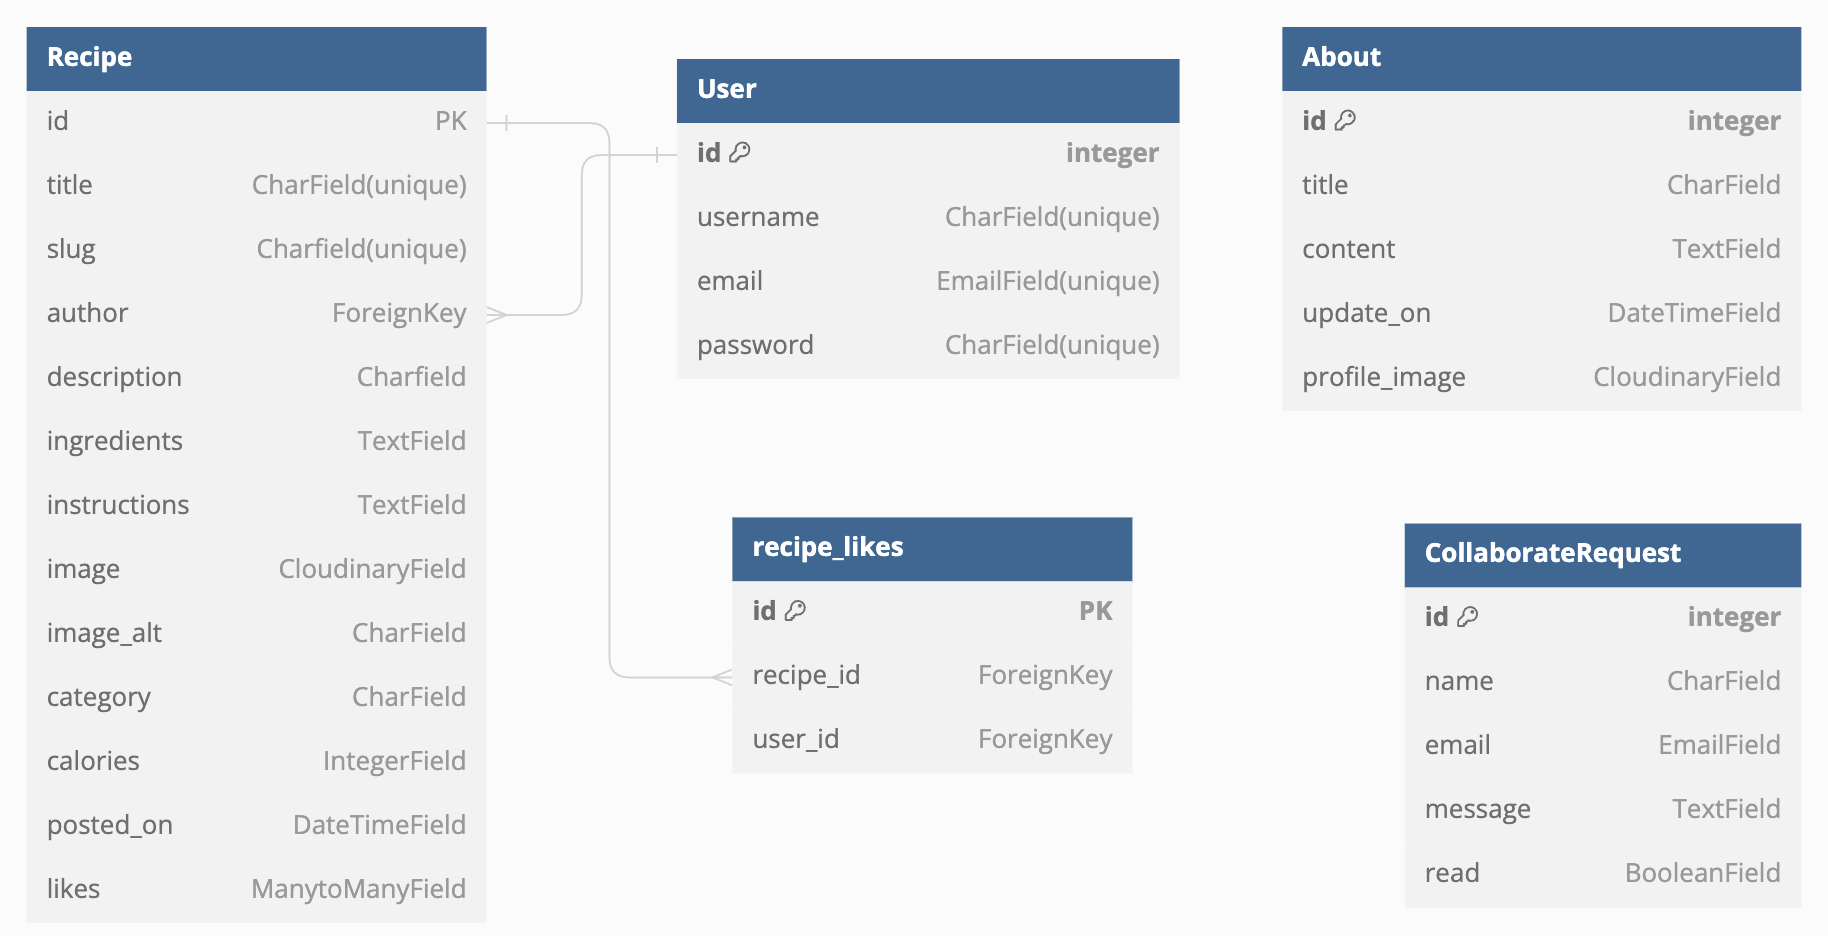 Recipe
id PK
title CharField(unique)
slug Charfield(unique)
author ForeignKey
description Charfield
ingredients TextField
instructions TextField
image CloudinaryField
image_alt CharField
category CharField
calories IntegerField
posted_on DateTimeField
likes ManytoManyField
User
id integer
username CharField(unique)
email EmailField(unique)
password CharField(unique)
recipe_likes
id PK
recipe_id ForeignKey
user_id ForeignKey
About
id integer
title CharField
content TextField
update_on DateTimeField
profile_image CloudinaryField
CollaborateRequest
id integer
name CharField
email EmailField
message TextField
read BooleanField